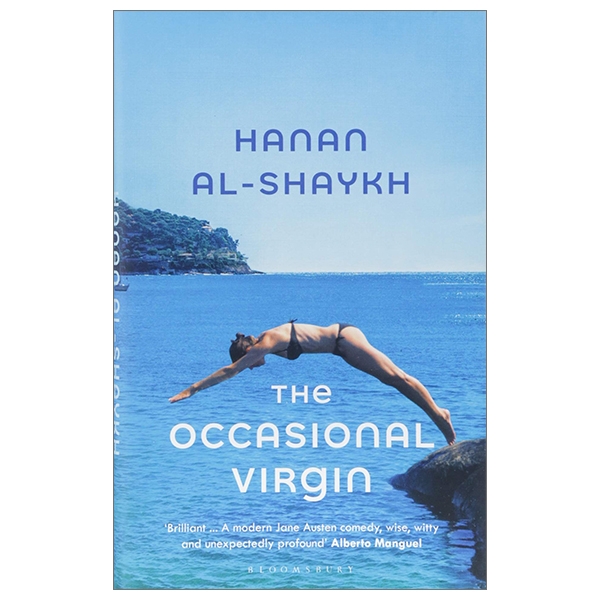 HANAN
AL-SHAYKH
THE
OCCASIONAL
VIRGIN
'Brilliant ... A modern Jane Austen comedy, wise, witty
and unexpectedly profound' Alberto Manguel
BLOOMSBURY